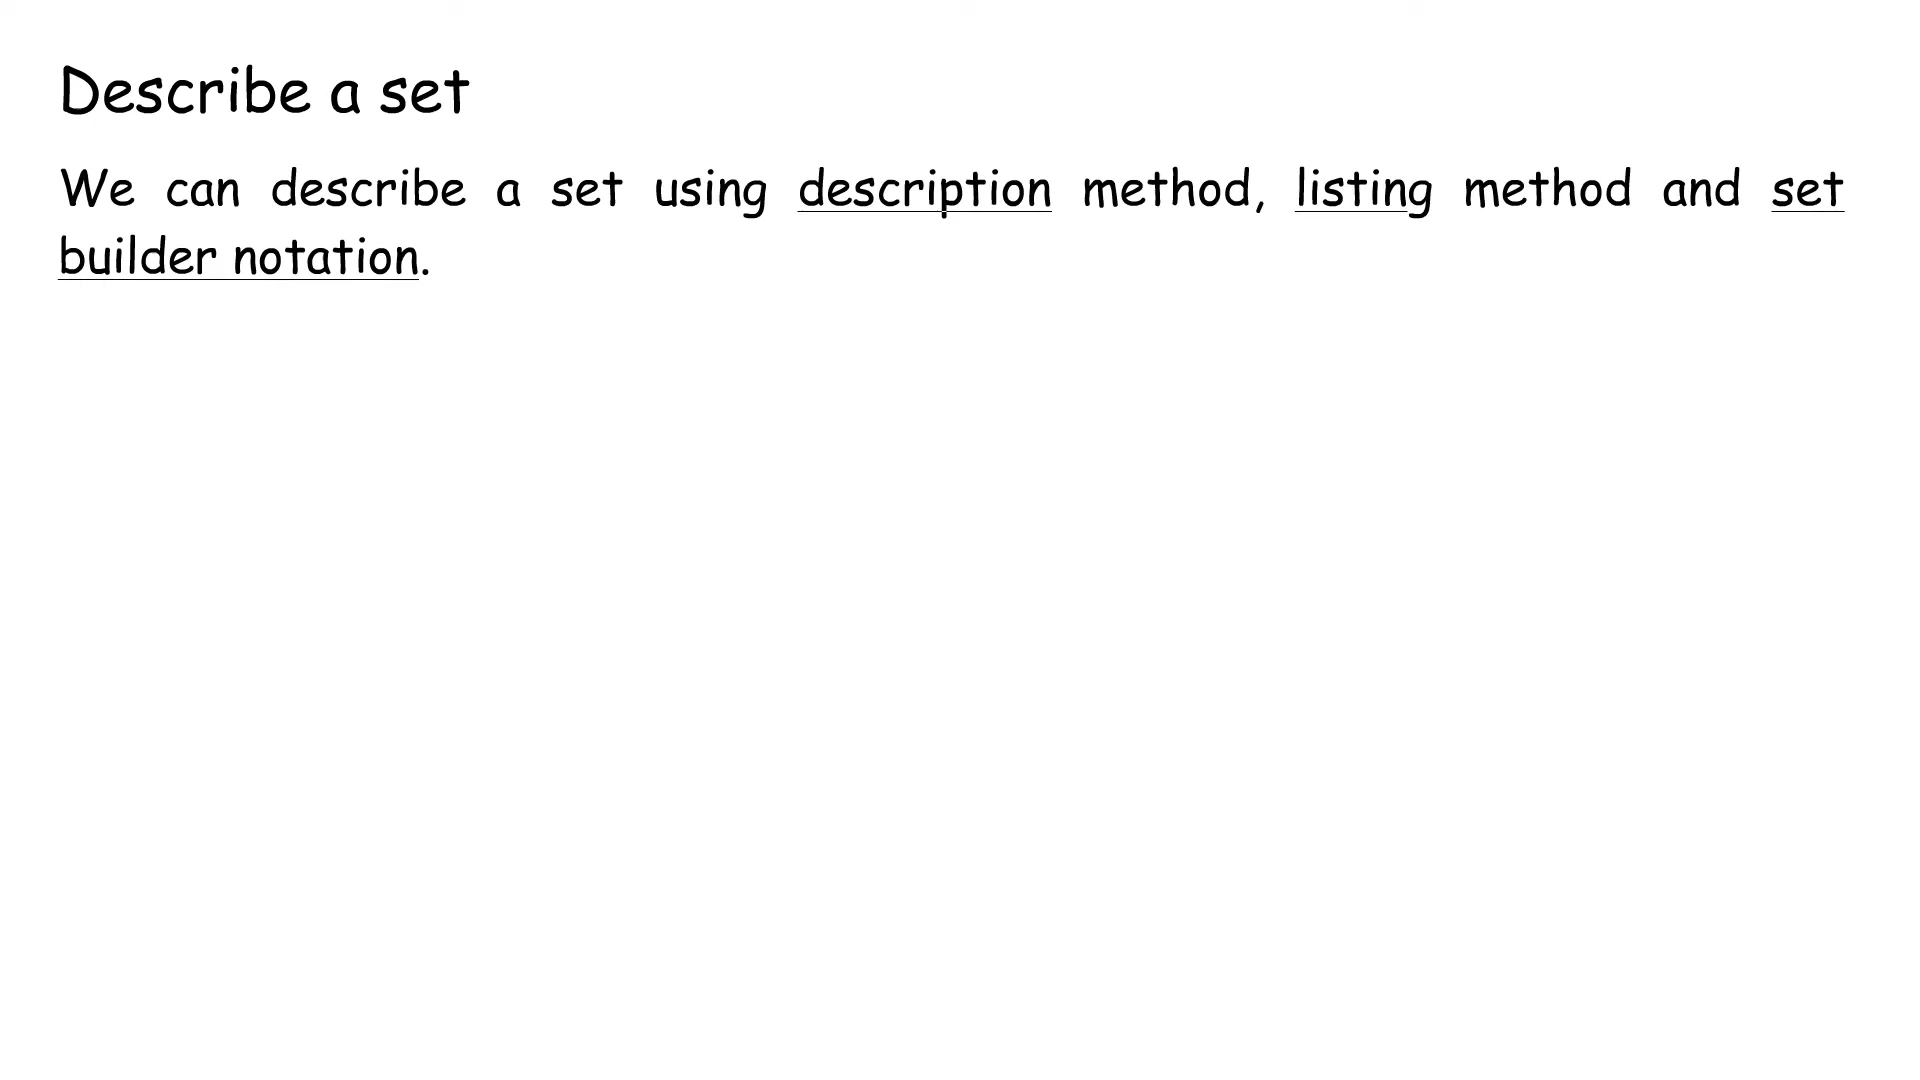 Describe a set
We can describe a set using description method, listing method and set
builder notation.